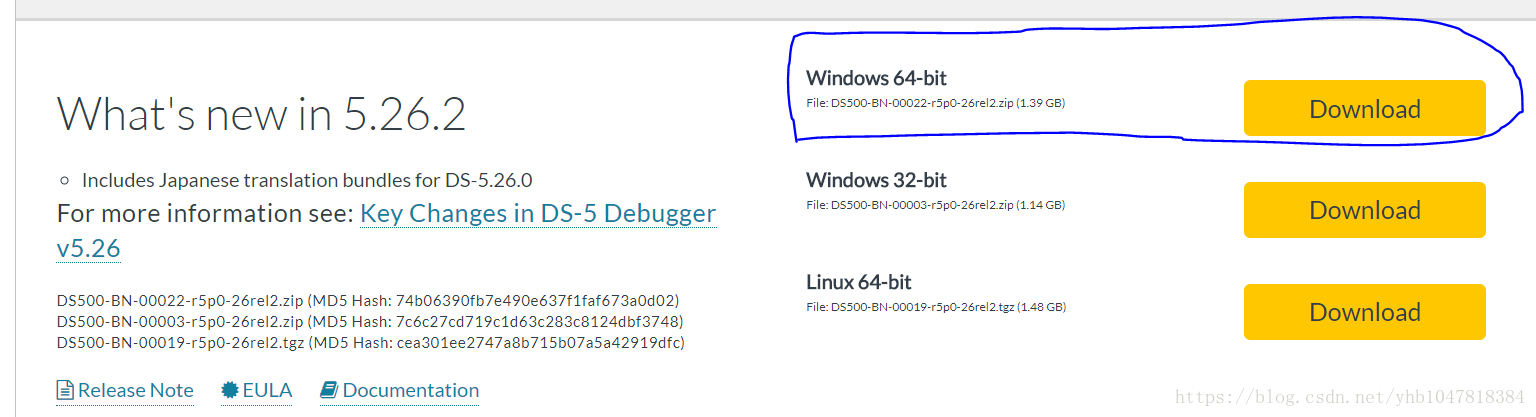 What's new in 5.26.2
Includes Japanese translation bundles for DS-5.26.0
For more information see: Key Changes in DS-5 Debugger
v5.26
DS500-BN-00022-r5p0-26rel2.zip (MD5 Hash: 74b06390fb7e490e637f1faf673a0d02)
DS500-BN-00003-r5p0-26rel2.zip (MD5 Hash: 7c6c27cd719c1d63c283c8124dbf3748)
DS500-BN-00019-r5p0-26rel2.tgz (MD5 Hash: cea301ee2747a8b715b07a5a42919dfc)
Release Note EULA Documentation
Windows 64-bit
File: DS500-BN-00022-r5p0-26rel2.zip (1.39 GB)
Download
Windows 32-bit
File: DS500-BN-00003-r5p0-26rel2.zip (1.14 GB)
Download
Linux 64-bit
File: DS500-BN-00019-r5p0-26rel2.tgz (1.48 GB)
Download
https://blog.csdn.net/yhb1047818384